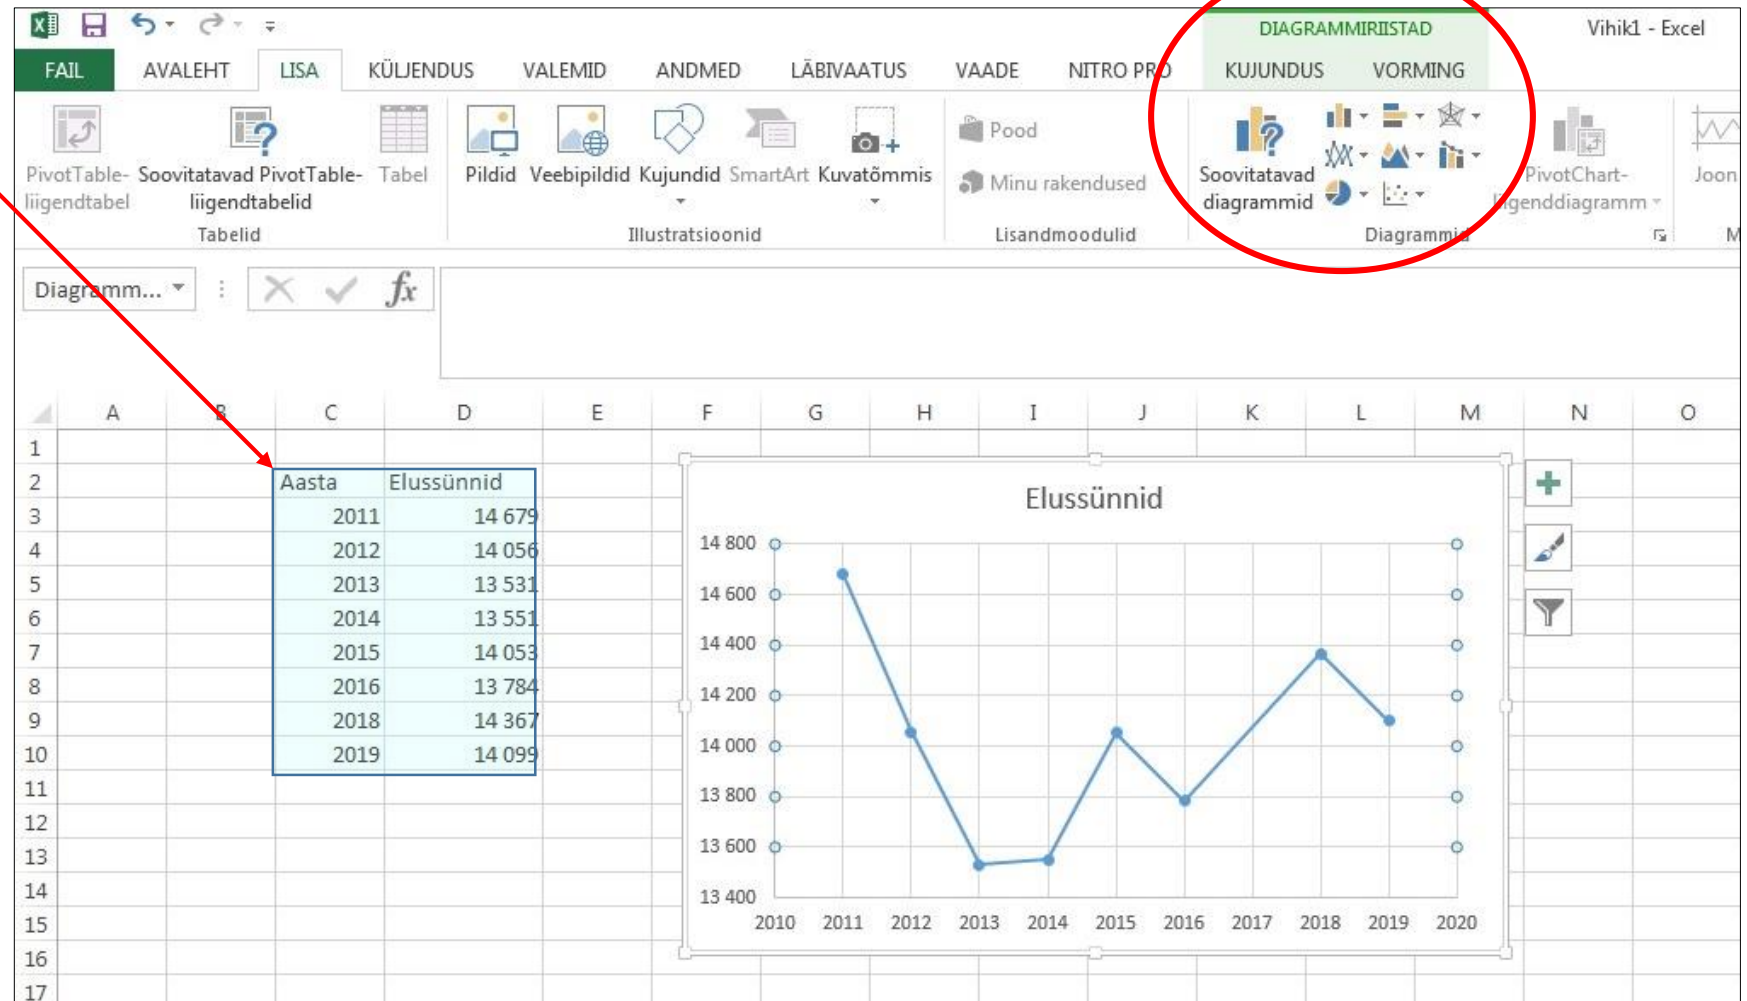 DIAGRAMMIRIISTAD Vihik1 - Excel
FAIL AVALEHT LISA KÜLJENDUS VALEMID ANDMED LÄBIVAATUS VAADE NITRO PRO KUJUNDUS VORMING
PivotTable-liigendtabel
Soovitatavad PivotTable-liigendtabelid
Tabel
Pildid
Veebipildid
Kujundid
SmartArt
Kuvatõmmis
Pood
Minu rakendused
Soovitatavad diagrammid
PivotChart-liigenddiagramm
Joon
Tabelid Illustratsioonid Lisandmoodulid Diagrammid M
Diagramm... fx
A B C D E F G H I J K L M N O
1
2 Aasta Elussünnid
3 2011 14 679
4 2012 14 056
5 2013 13 531
6 2014 13 551
7 2015 14 053
8 2016 13 784
9 2018 14 367
10 2019 14 099
11
12
13
14
15
16
17
Elussünnid
14 800
14 600
14 400
14 200
14 000
13 800
13 600
13 400
2010 2011 2012 2013 2014 2015 2016 2017 2018 2019 2020